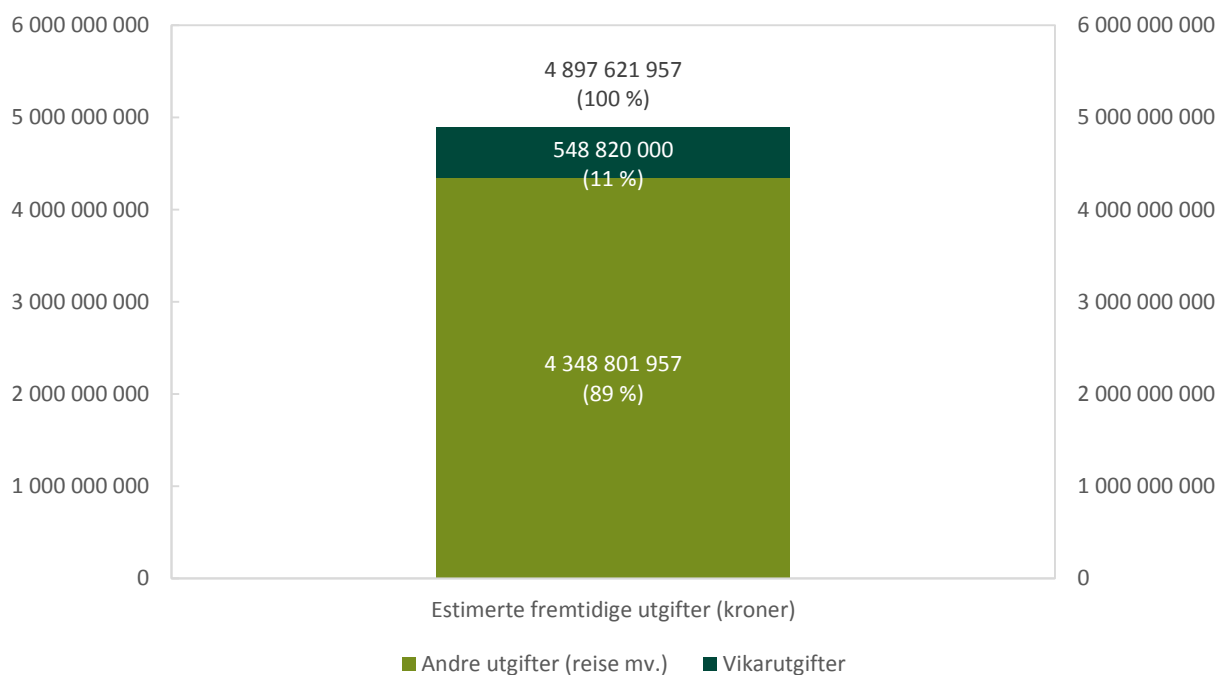 6 000 000 000
5 000 000 000
4 000 000 000
3 000 000 000
2 000 000 000
1 000 000 000
0
4 897 621 957
(100 %)
548 820 000
(11 %)
4 348 801 957
(89 %)
6 000 000 000
5 000 000 000
4 000 000 000
3 000 000 000
2 000 000 000
1 000 000 000
0
Estimerte fremtidige utgifter (kroner)
Andre utgifter (reise mv.) Vikarutgifter